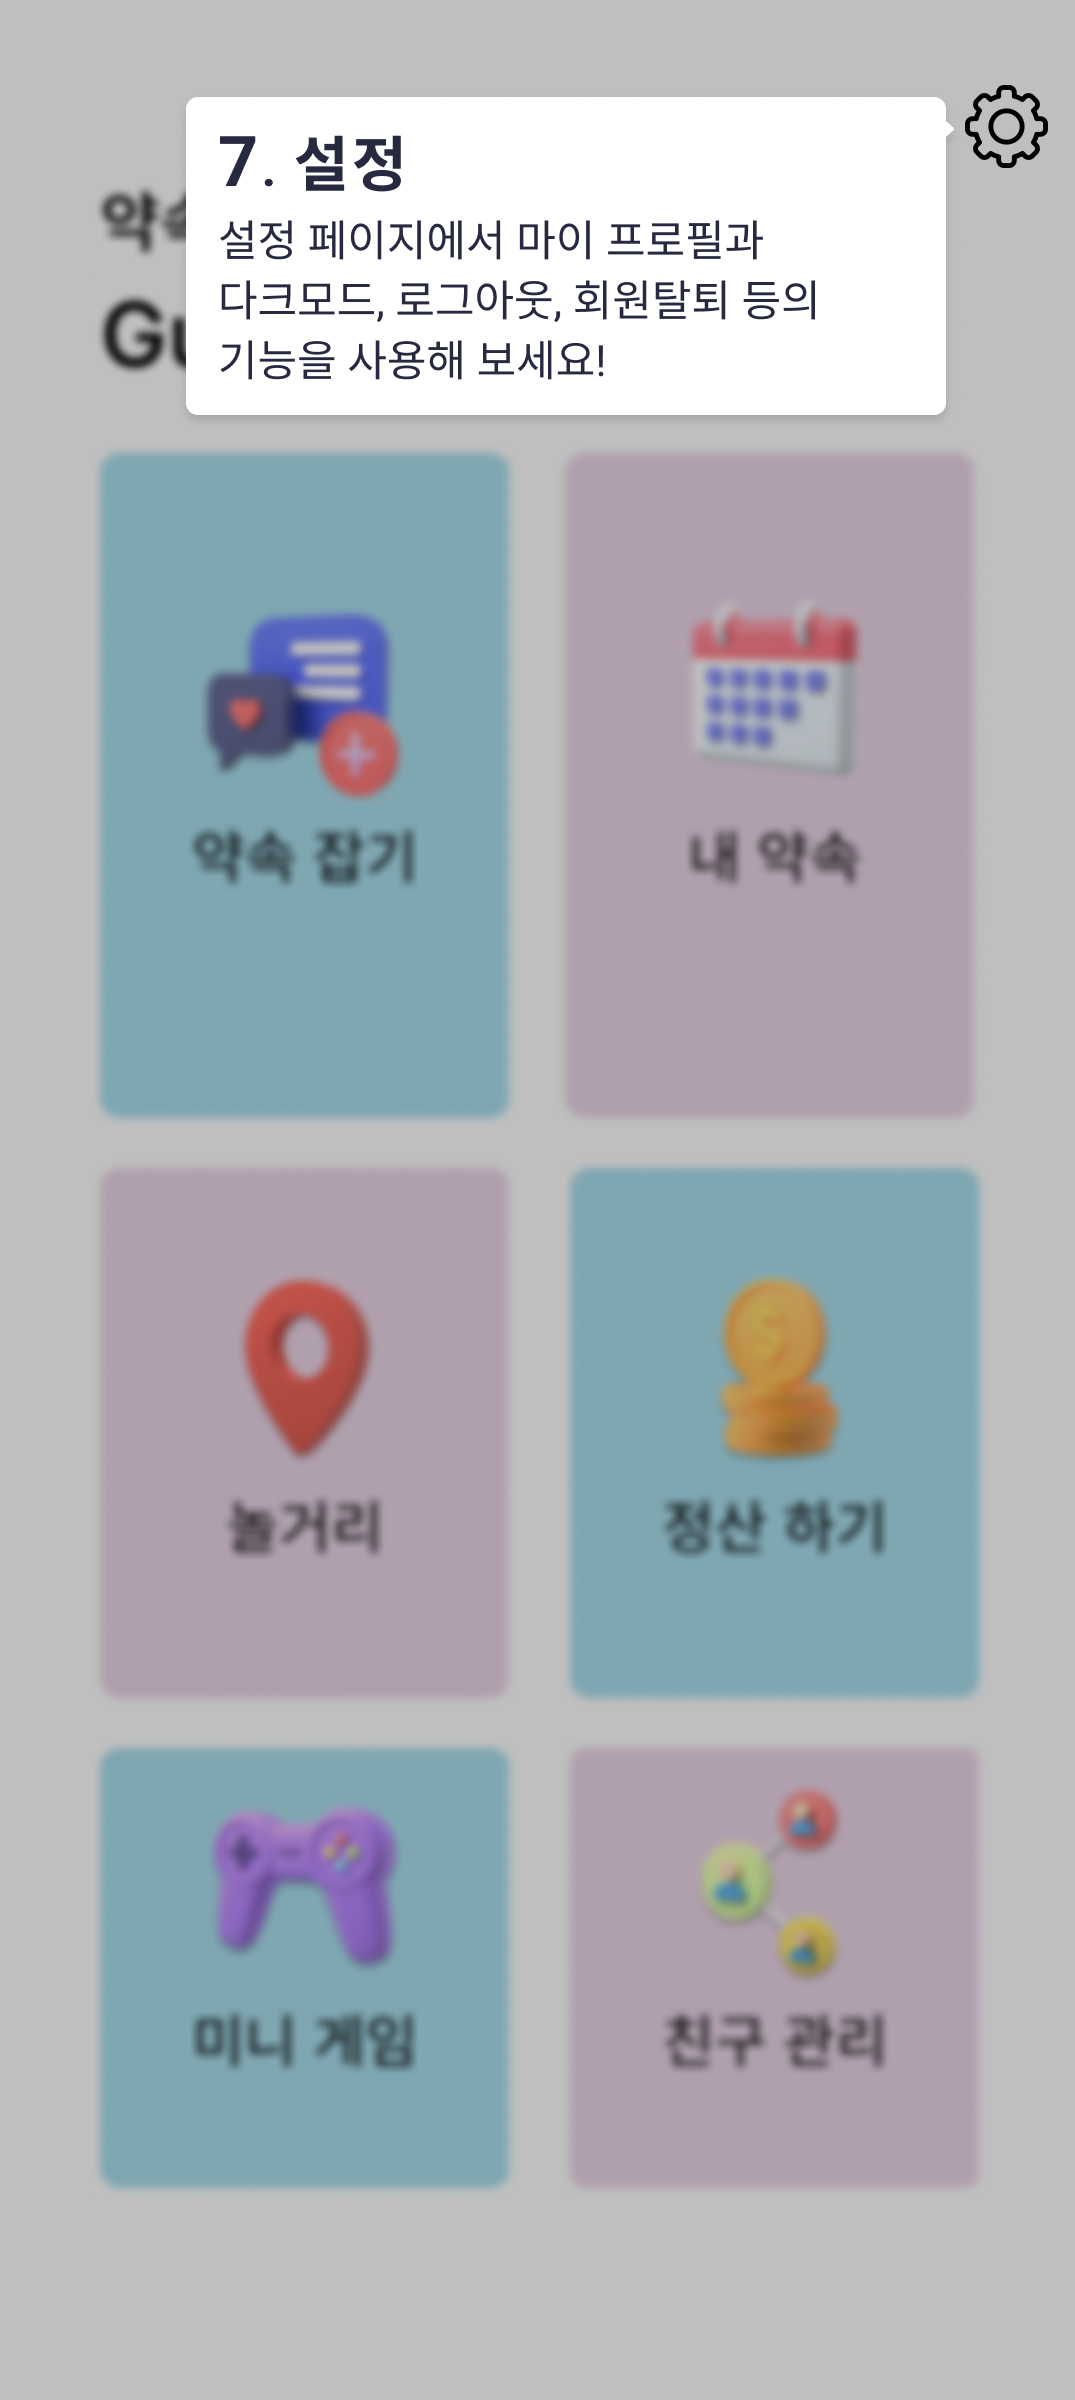 7. 설정
설정 페이지에서 마이 프로필과
다크모드, 로그아웃, 회원탈퇴 등의
기능을 사용해 보세요!
약속 잡기
내 약속
놀거리
정산 하기
미니 게임
친구 관리